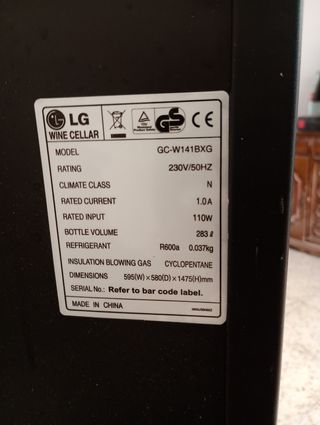 LG
WINE CELLAR
MODEL GC-W141BXG
RATING 230V/50HZ
CLIMATE CLASS N
RATED CURRENT 1.0A
RATED INPUT 110W
BOTTLE VOLUME 283 ℓ
REFRIGERANT R600a 0.037kg
INSULATION BLOWING GAS CYCLOPENTANE
DIMENSIONS 595(W)×580(D)×1475(H)mm
SERIAL No.: Refer to bar code label.
MADE IN CHINA